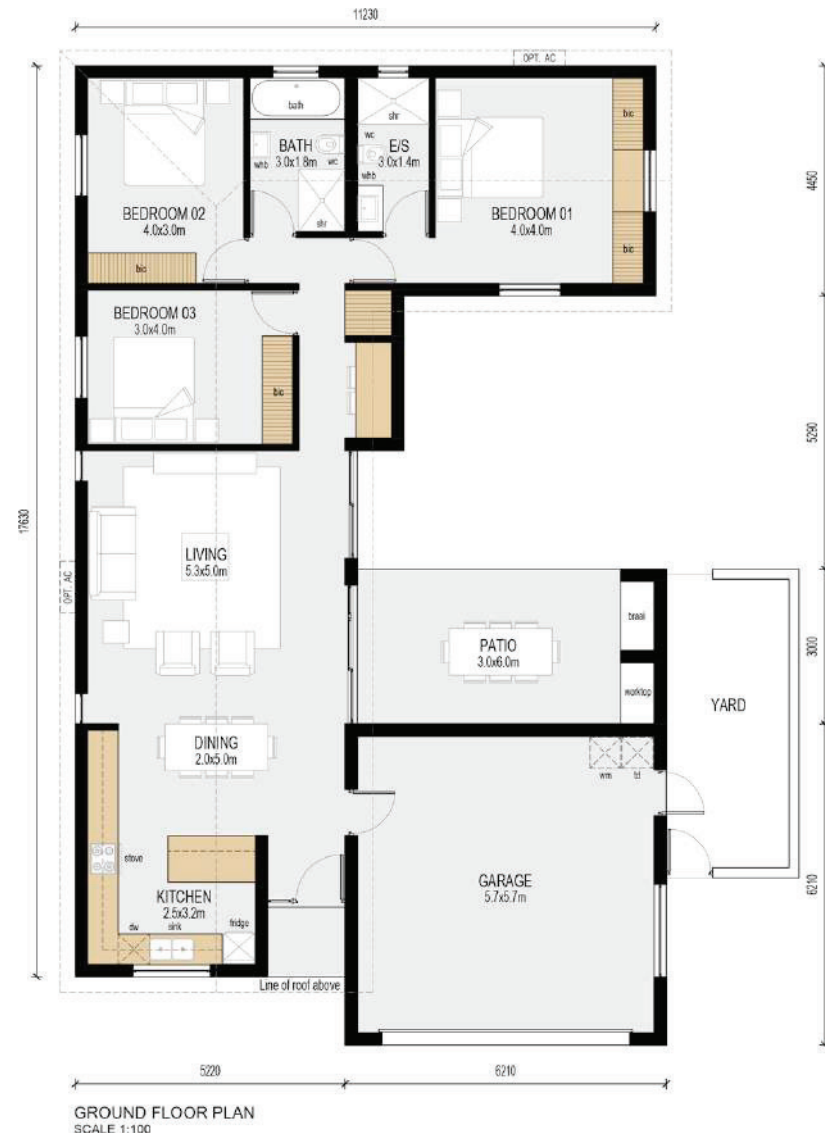 11230
OPT. AC
bath
shr
bic
BATH
3.0x1.8m
wc
E/S
3.0x1.4m
whb
wc
whb
4450
BEDROOM 02
4.0x3.0m
shr
BEDROOM 01
4.0x4.0m
bic
bic
BEDROOM 03
3.0x4.0m
bic
5290
17630
LIVING
5.3x5.0m
OPT. AC
braai
PATIO
3.0x6.0m
3000
worktop
YARD
DINING
2.0x5.0m
wm
td
stove
GARAGE
5.7x5.7m
6210
KITCHEN
2.5x3.2m
dw
sink
fridge
Line of roof above
5220
6210
GROUND FLOOR PLAN
SCALE 1:100